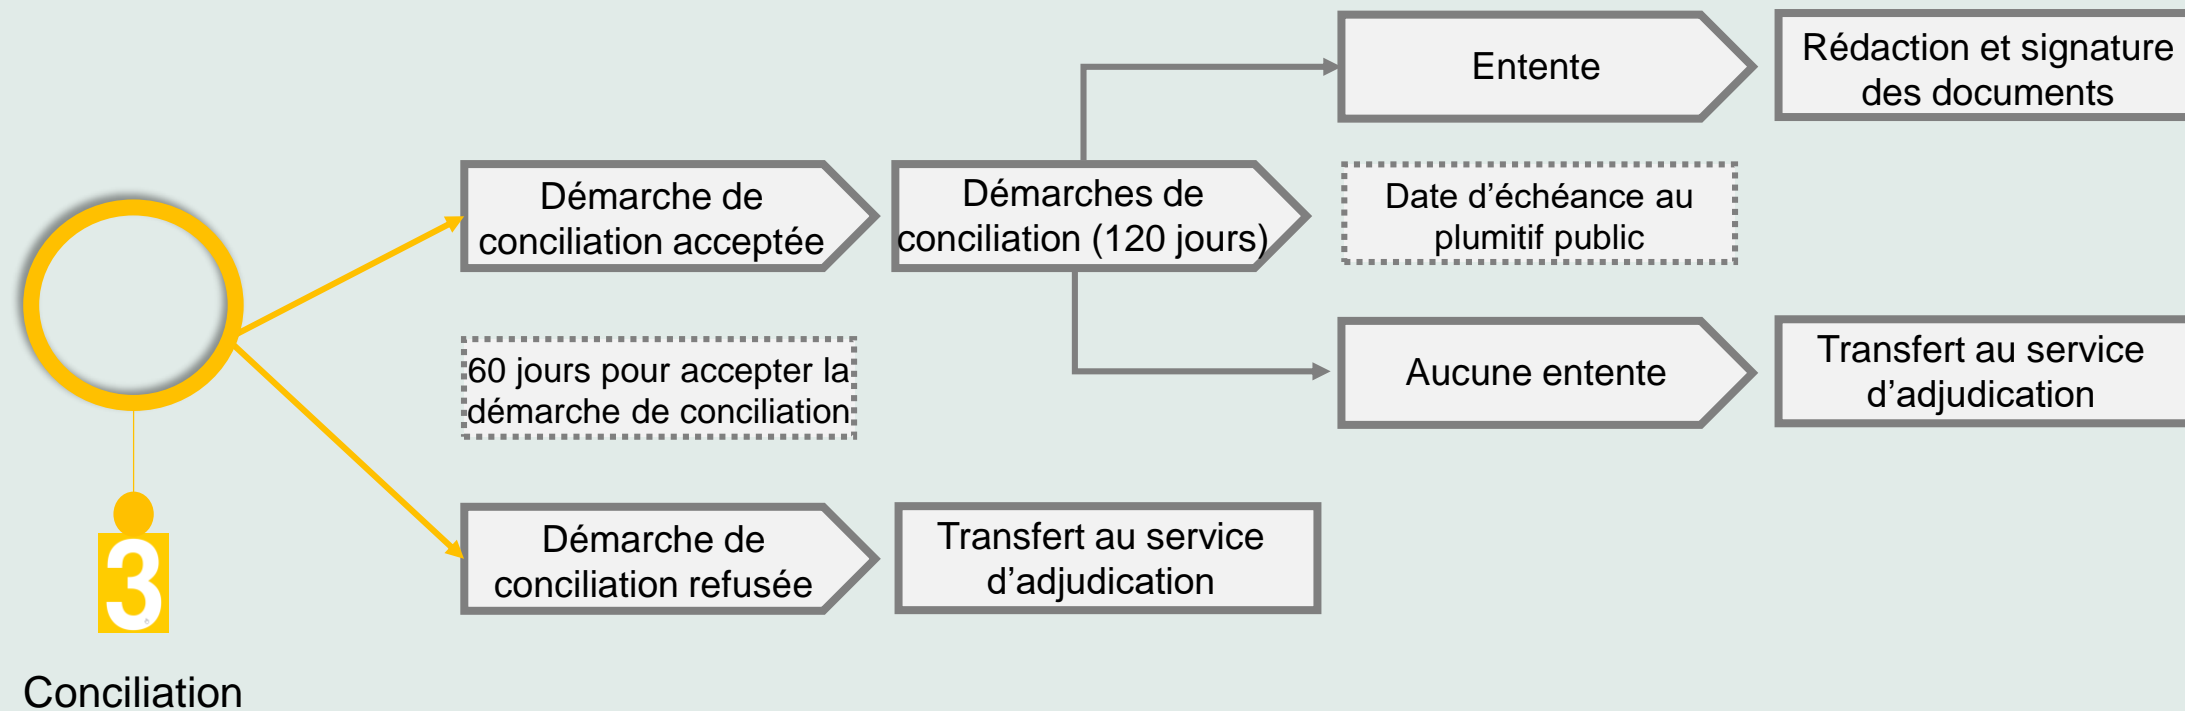 Entente
Rédaction et signature
des documents
Démarche de
conciliation acceptée
Démarches de
conciliation (120 jours)
Date d’échéance au
plumitif public
60 jours pour accepter la
démarche de conciliation
Aucune entente
Transfert au service
d’adjudication
Démarche de
conciliation refusée
Transfert au service
d’adjudication
3
Conciliation